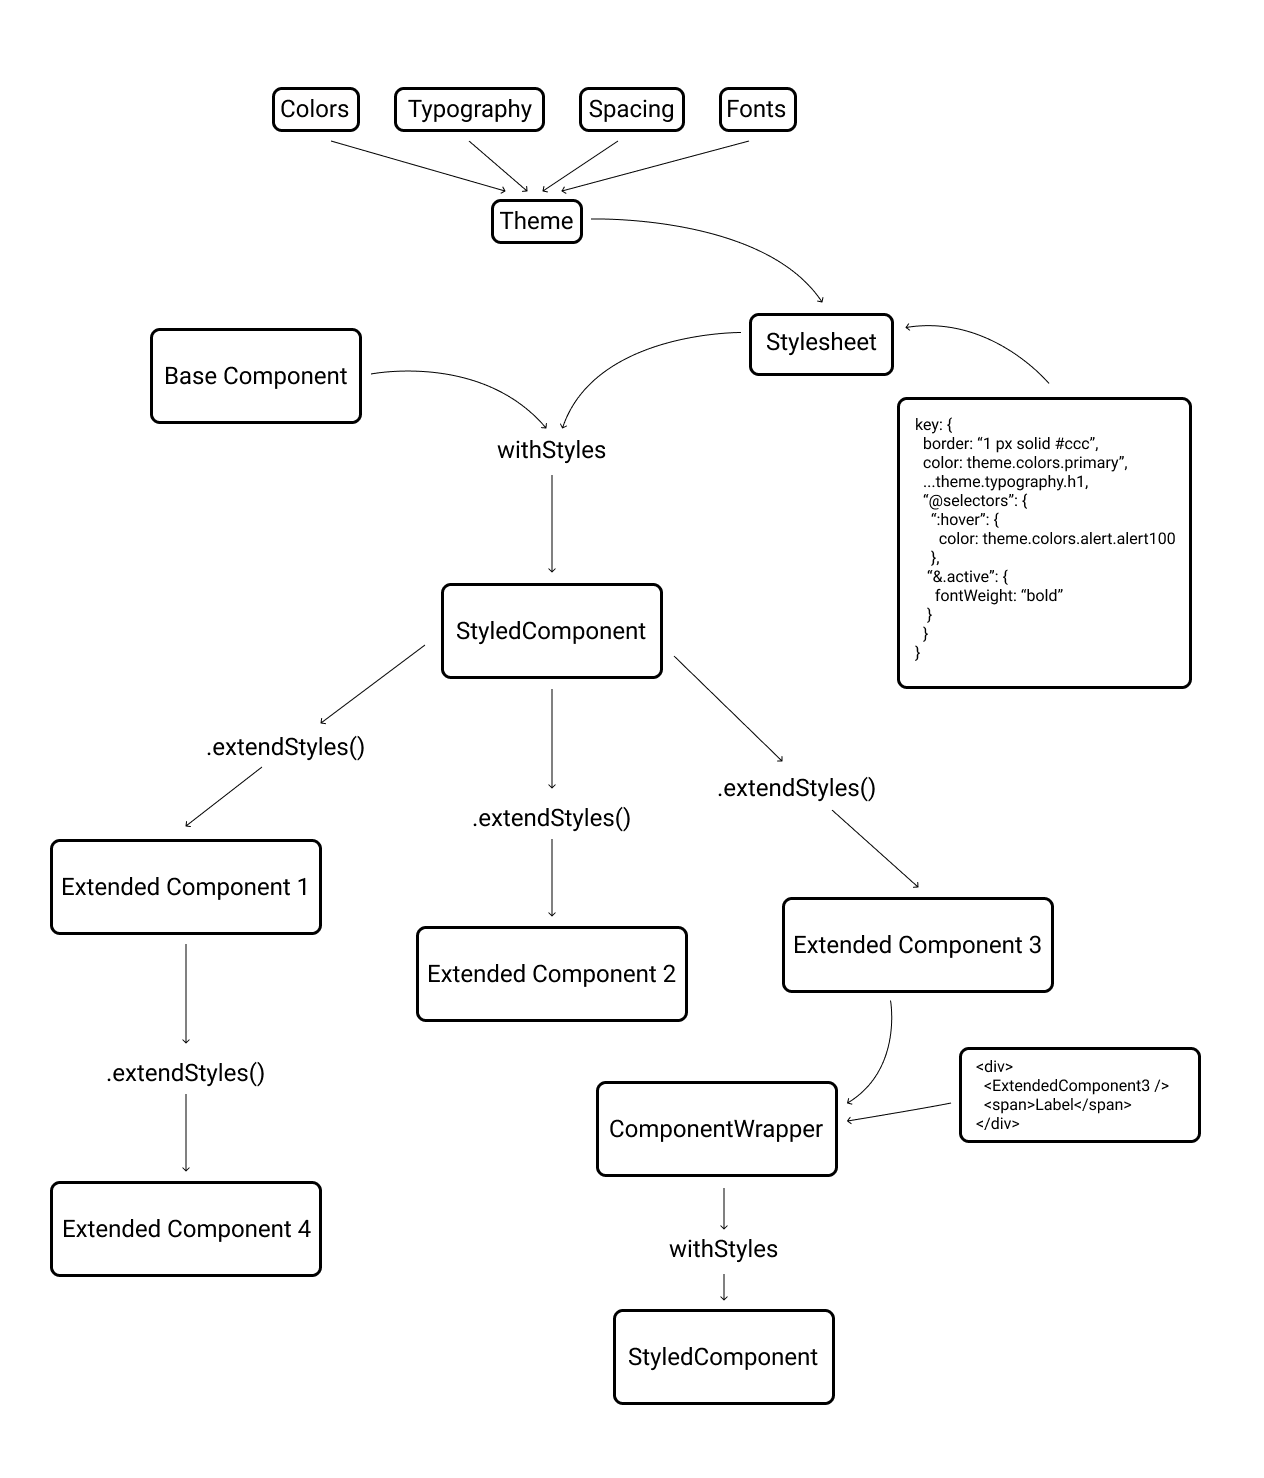 Colors
Typography
Spacing
Fonts
Theme
Stylesheet
Base Component
withStyles
key: {
border: “1 px solid #ccc”,
color: theme.colors.primary”,
...theme.typography.h1,
“@selectors”: {
“:hover”: {
color: theme.colors.alert.alert100
},
“&.active”: {
fontWeight: “bold”
}
}
}
StyledComponent
.extendStyles()
.extendStyles()
.extendStyles()
Extended Component 1
Extended Component 2
Extended Component 3
.extendStyles()
<div>
<ExtendedComponent3 />
<span>Label</span>
</div>
ComponentWrapper
Extended Component 4
withStyles
StyledComponent